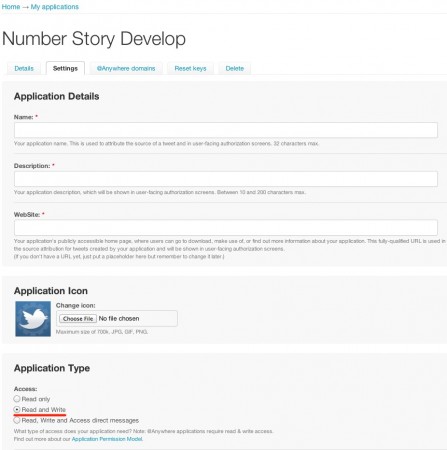 Home → My applications
Number Story Develop
Details Settings @Anywhere domains Reset keys Delete
Application Details
Name: *
Your application name. This is used to attribute the source of a tweet and in user-facing authorization screens. 32 characters max.
Description: *
Your application description, which will be shown in user-facing authorization screens. Between 10 and 200 characters max.
WebSite: *
Your application's publicly accessible home page, where users can go to download, make use of, or find out more information about your application. This fully-qualified URL is used in
the source attribution for tweets created by your application and will be shown in user-facing authorization screens.
(If you don't have a URL yet, just put a placeholder here but remember to change it later.)
Application Icon
Change icon:
Choose File No file chosen
Maximum size of 700k. JPG, GIF, PNG.
Application Type
Access:
Read only
Read and Write
Read, Write and Access direct messages
What type of access does your application need? Note: @Anywhere applications require read & write access.
Find out more about our Application Permission Model.